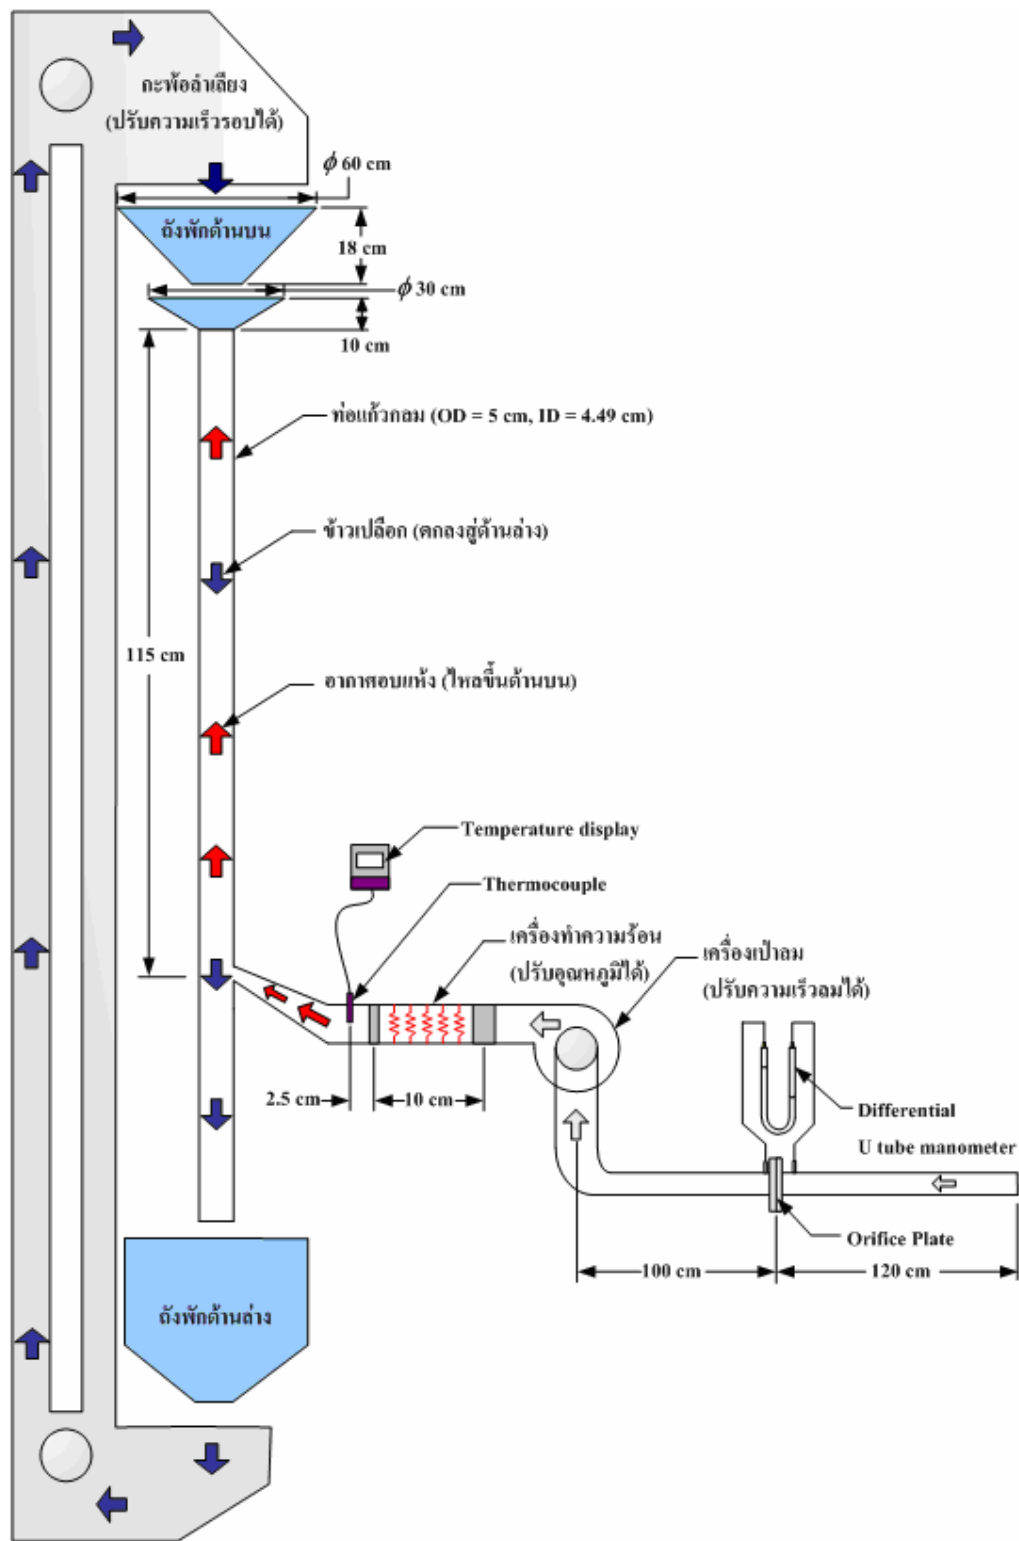 กะพ้อลำเลียง
(ปรับความเร็วรอบได้)
ϕ 60 cm
ถังพักด้านบน
18 cm
ϕ 30 cm
10 cm
ท่อแก้วกลม (OD = 5 cm, ID = 4.49 cm)
ข้าวเปลือก (ตกลงสู่ด้านล่าง)
115 cm
อากาศอบแห้ง (ไหลขึ้นด้านบน)
Temperature display
Thermocouple
เครื่องทำความร้อน
(ปรับอุณหภูมิได้)
เครื่องเป่าลม
(ปรับความเร็วลมได้)
2.5 cm
10 cm
Differential
U tube manometer
Orifice Plate
100 cm
120 cm
ถังพักด้านล่าง